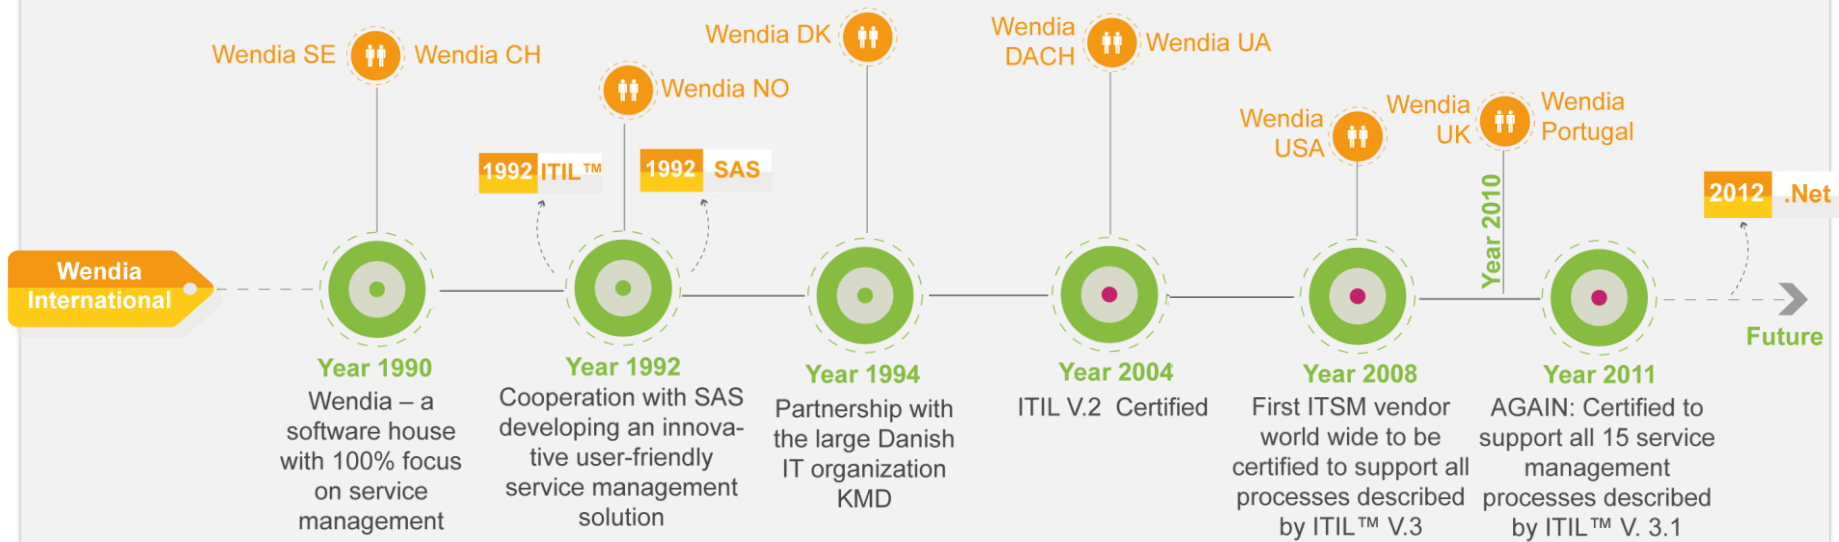 Wendia
International
Wendia SE
Wendia CH
Year 1990
Wendia – a
software house
with 100% focus
on service
management
1992 ITIL™
Wendia NO
1992 SAS
Year 1992
Cooperation with SAS
developing an innova-
tive user-friendly
service management
solution
Wendia DK
Year 1994
Partnership with
the large Danish
IT organization
KMD
Wendia
DACH
Wendia UA
Year 2004
ITIL V.2 Certified
Wendia
USA
Year 2008
First ITSM vendor
world wide to be
certified to support all
processes described
by ITIL™ V.3
Wendia
UK
Wendia
Portugal
Year 2010
Year 2011
AGAIN: Certified to
support all 15 service
management
processes described
by ITIL™ V. 3.1
2012 .Net
Future